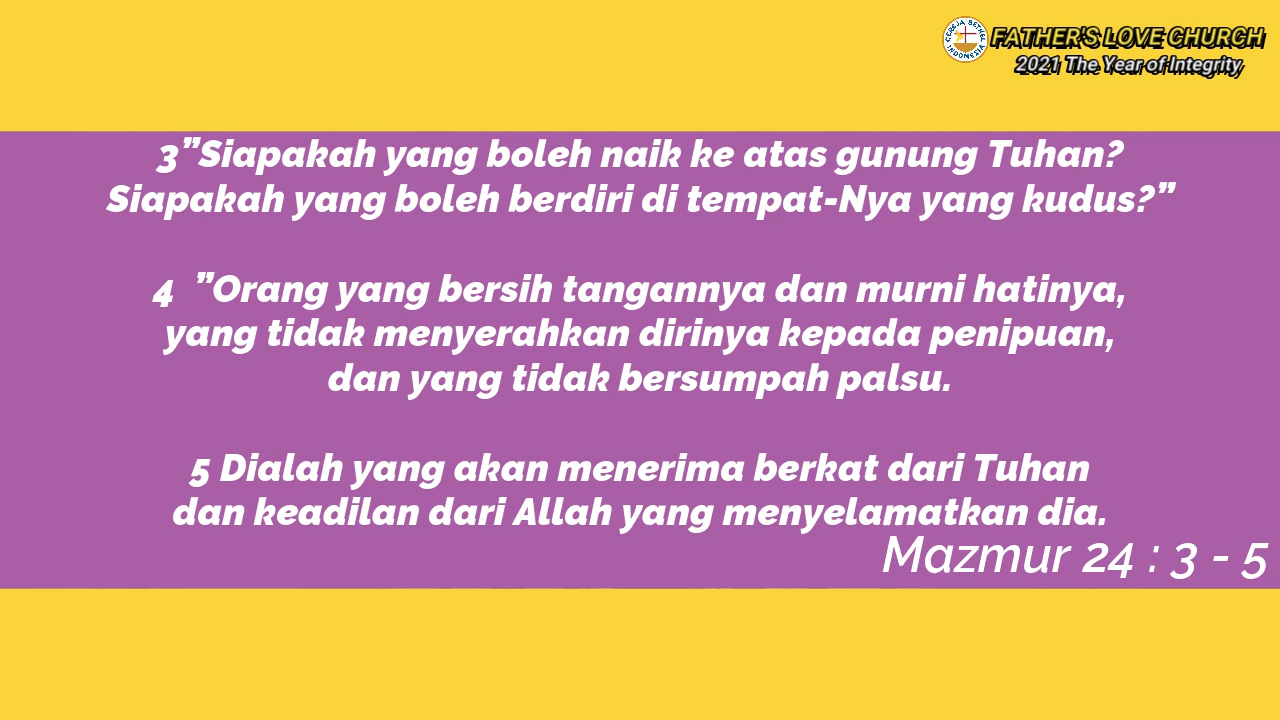 GEREJA BETHEL INDONESIA
FATHER'S LOVE CHURCH
2021 The Year of Integrity
3”Siapakah yang boleh naik ke atas gunung Tuhan?
Siapakah yang boleh berdiri di tempat-Nya yang kudus?”
4 ”Orang yang bersih tangannya dan murni hatinya,
yang tidak menyerahkan dirinya kepada penipuan,
dan yang tidak bersumpah palsu.
5 Dialah yang akan menerima berkat dari Tuhan
dan keadilan dari Allah yang menyelamatkan dia.
Mazmur 24 : 3 - 5